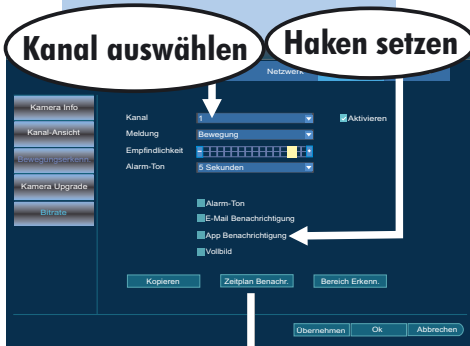 Kanal auswählen
Haken setzen
Netzwerk
Kamera Info
Kanal-Ansicht
Bewegungserkenn.
Kamera Upgrade
Bitrate
Kanal 1 Aktivieren
Meldung Bewegung
Empfindlichkeit - +
Alarm-Ton 5 Sekunden
Alarm-Ton
E-Mail Benachrichtigung
App Benachrichtigung
Vollbild
Kopieren Zeitplan Benachr. Bereich Erkenn.
Übernehmen Ok Abbrechen